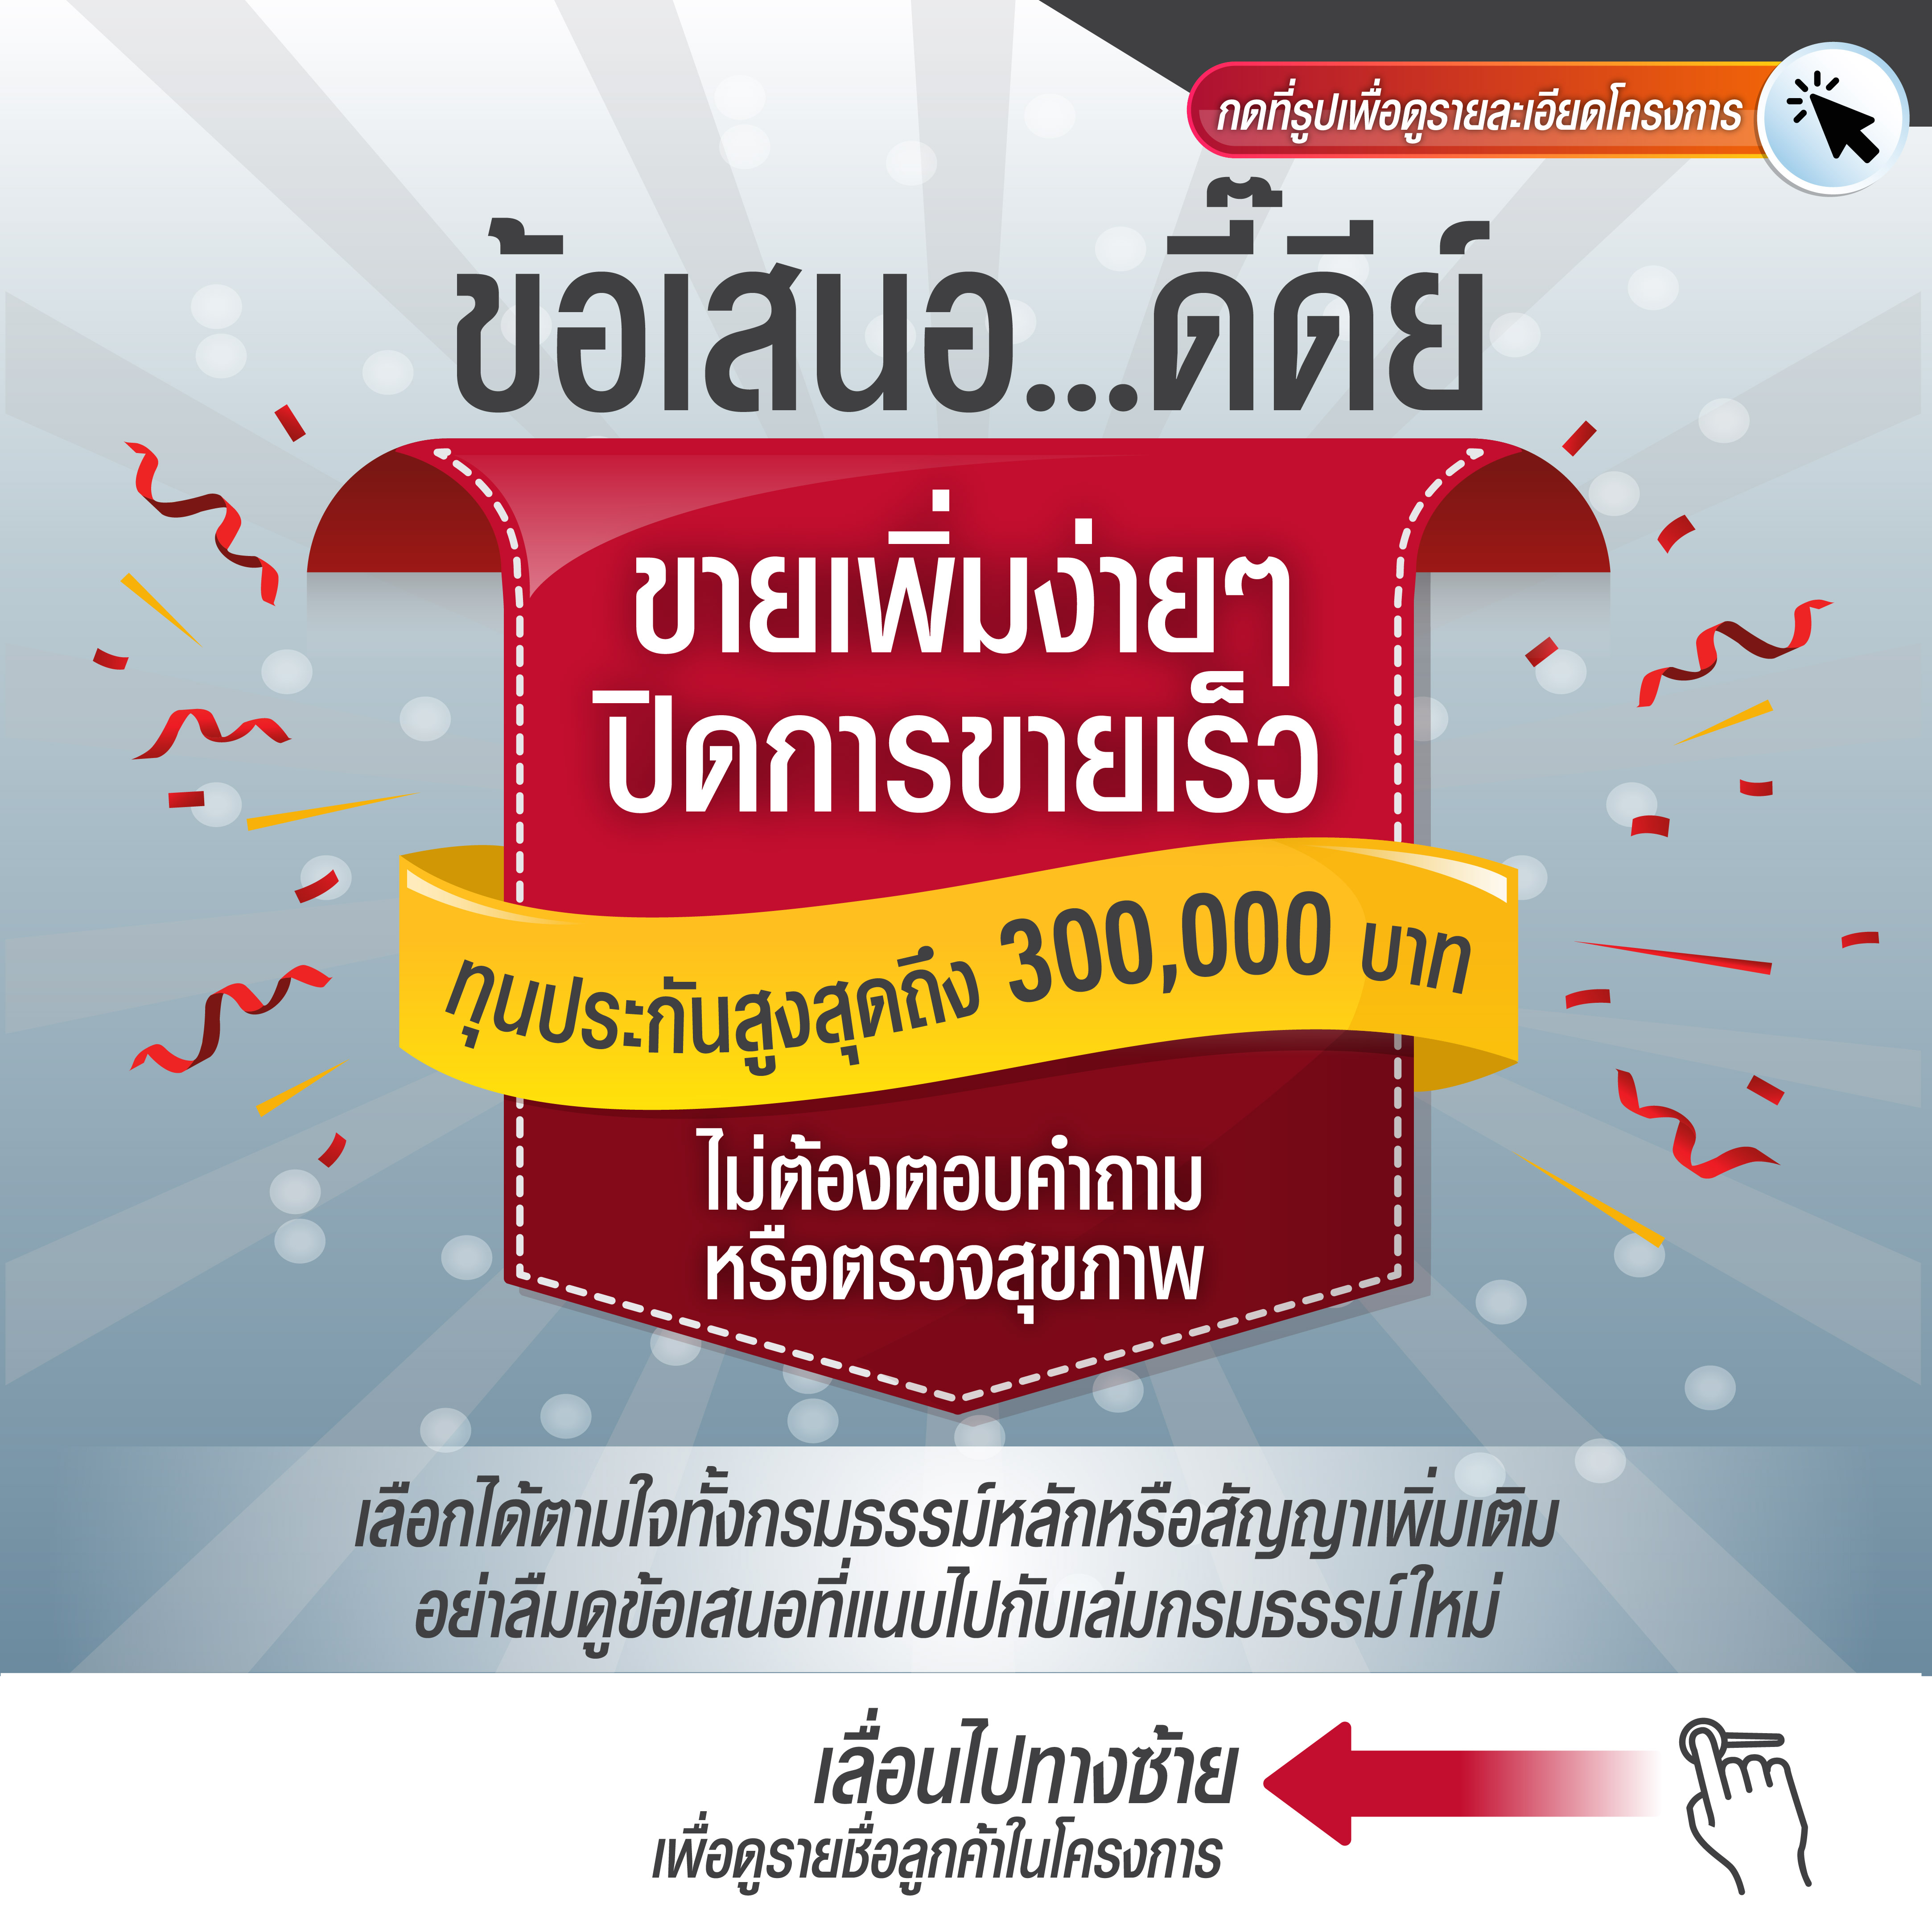 กดที่รูปเพื่อดูรายละเอียดโครงการ
ข้อเสนอ...ดี๊ดีย์
ขายเพิ่มง่ายๆ
ปิดการขายเร็ว
ทุนประกันสูงสุดถึง 300,000 บาท
ไม่ต้องตอบคำถาม
หรือตรวจสุขภาพ
เลือกได้ตามใจทั้งกรมธรรม์หลักหรือสัญญาเพิ่มเติม
อย่าลืมดูข้อเสนอที่แนบไปกับเล่มกรมธรรม์ใหม่
เลื่อนไปทางซ้าย
เพื่อดูรายชื่อลูกค้าในโครงการ